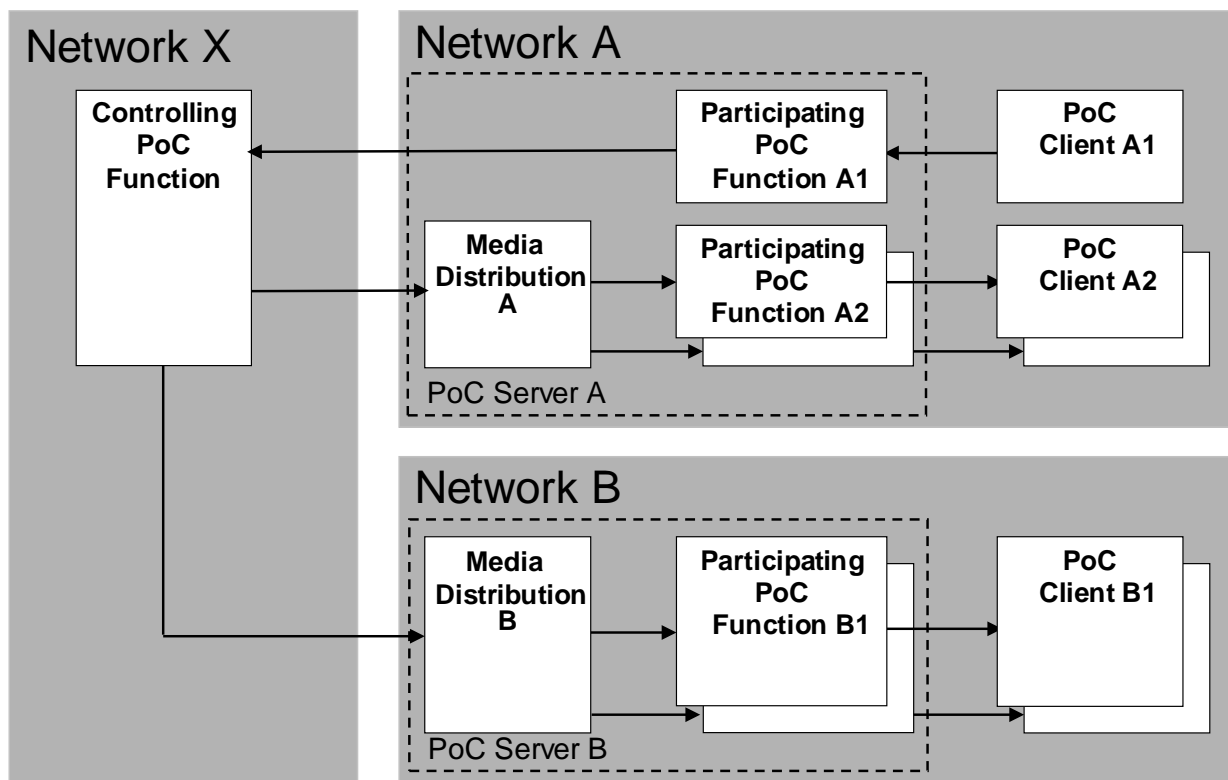 Network X
Controlling
PoC
Function
Network A
Participating
PoC
Function A1
PoC
Client A1
Media
Distribution
A
Participating
PoC
Function A2
PoC
Client A2
PoC Server A
Network B
Media
Distribution
B
Participating
PoC
Function B1
PoC
Client B1
PoC Server B